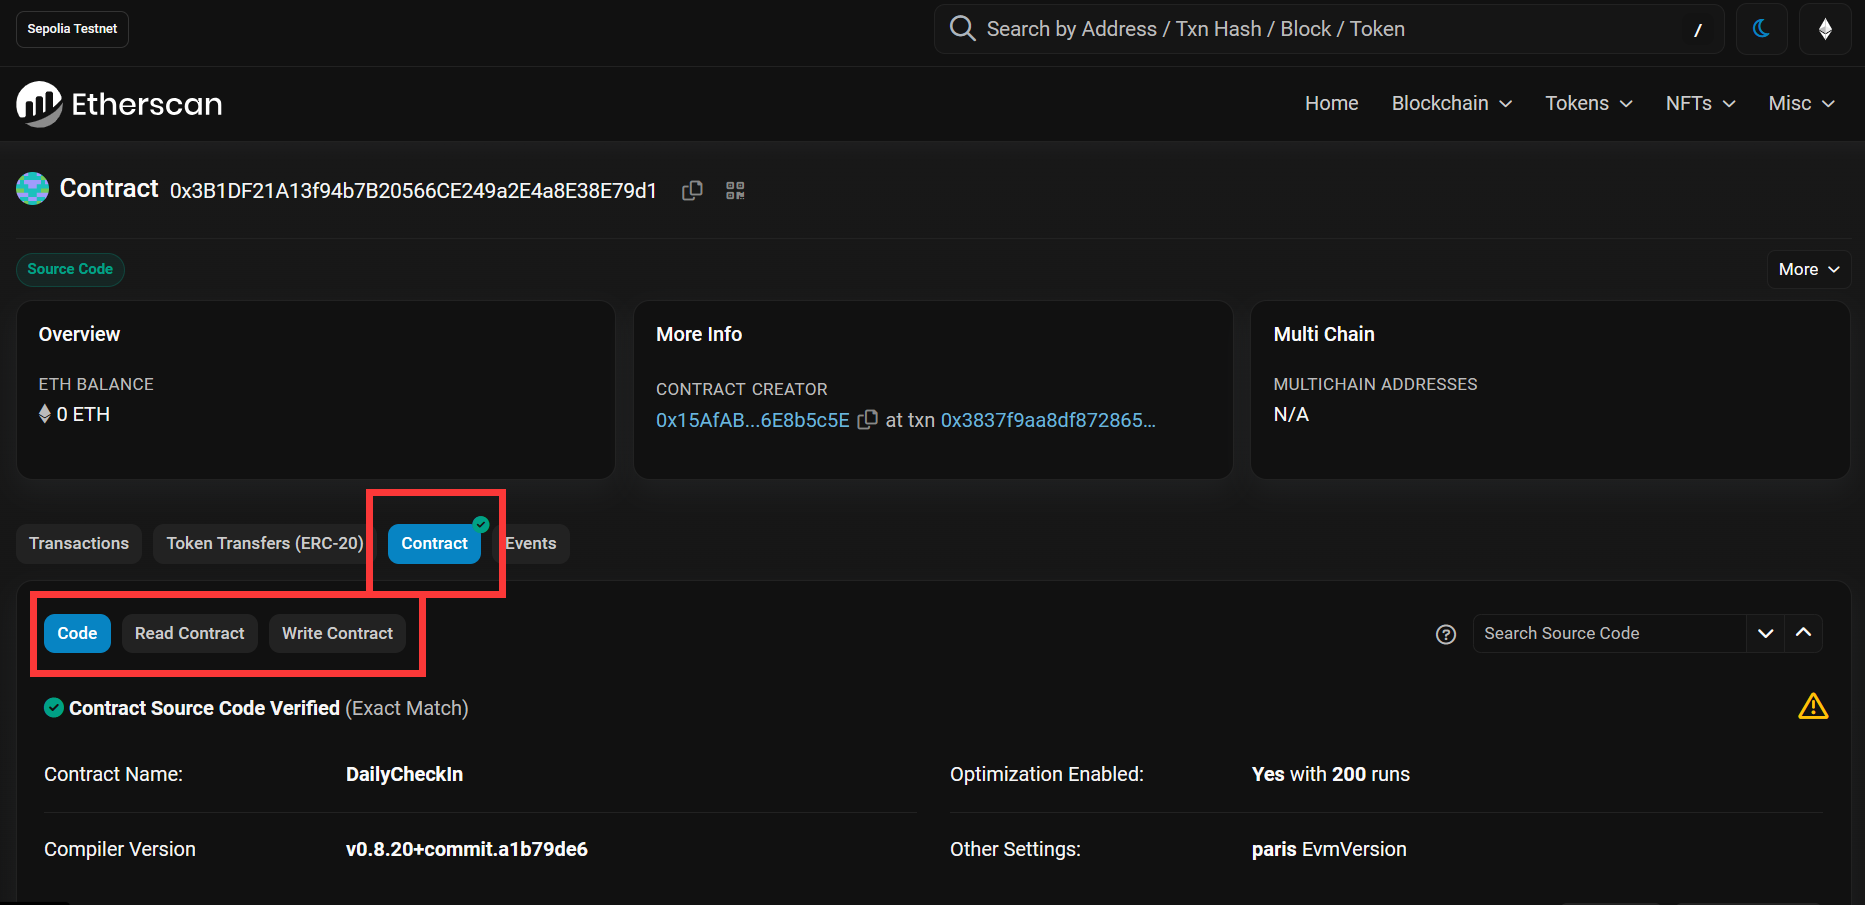 Sepolia Testnet
Search by Address / Txn Hash / Block / Token /
Etherscan
Home Blockchain Tokens NFTs Misc
Contract 0x3B1DF21A13f94b7B20566CE249a2E4a8E38E79d1
Source Code
More
Overview
ETH BALANCE
0 ETH
More Info
CONTRACT CREATOR
0x15AfAB...6E8b5c5E at txn 0x3837f9aa8df872865...
Multi Chain
MULTICHAIN ADDRESSES
N/A
Transactions Token Transfers (ERC-20) Contract Events
Code Read Contract Write Contract
Search Source Code
Contract Source Code Verified (Exact Match)
Contract Name: DailyCheckIn
Optimization Enabled: Yes with 200 runs
Compiler Version v0.8.20+commit.a1b79de6
Other Settings: paris EvmVersion